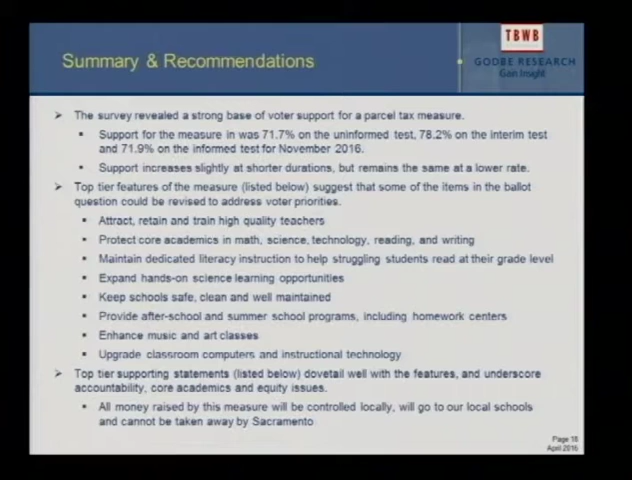 Summary & Recommendations
TBWB
GODBE RESEARCH
Gain Insight
➢ The survey revealed a strong base of voter support for a parcel tax measure.
▪ Support for the measure in was 71.7% on the uninformed test, 78.2% on the interim test
and 71.9% on the informed test for November 2016.
▪ Support increases slightly at shorter durations, but remains the same at a lower rate.
➢ Top tier features of the measure (listed below) suggest that some of the items in the ballot
question could be revised to address voter priorities.
▪ Attract, retain and train high quality teachers
▪ Protect core academics in math, science, technology, reading, and writing
▪ Maintain dedicated literacy instruction to help struggling students read at their grade level
▪ Expand hands-on science learning opportunities
▪ Keep schools safe, clean and well maintained
▪ Provide after-school and summer school programs, including homework centers
▪ Enhance music and art classes
▪ Upgrade classroom computers and instructional technology
➢ Top tier supporting statements (listed below) dovetail well with the features, and underscore
accountability, core academics and equity issues.
▪ All money raised by this measure will be controlled locally, will go to our local schools
and cannot be taken away by Sacramento
Page 18
April 2016